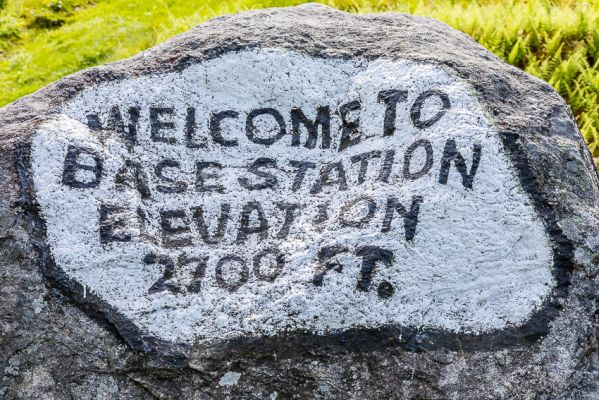 WELCOME TO
BASE STATION
ELEVATION
2700 FT.